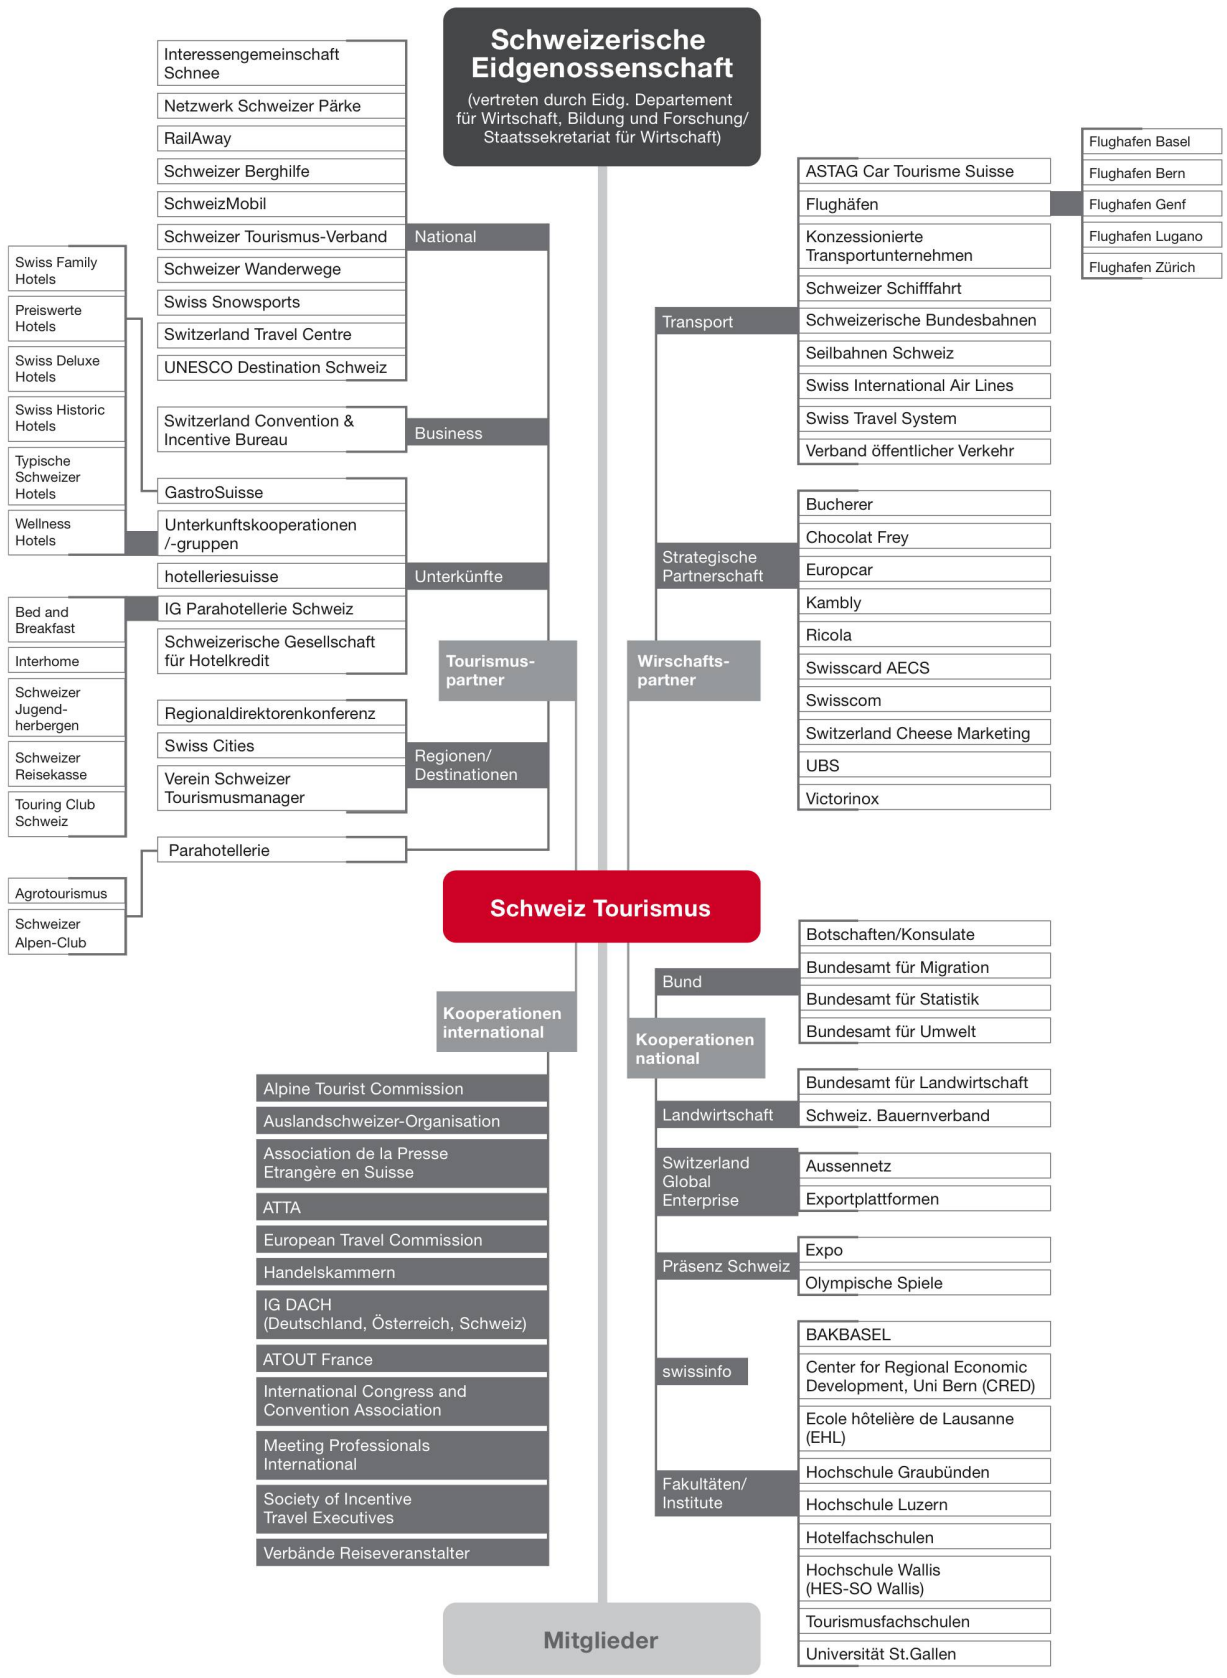 Schweizerische
Eidgenossenschaft
(vertreten durch Eidg. Departement
für Wirtschaft, Bildung und Forschung/
Staatssekretariat für Wirtschaft)
Interessengemeinschaft
Schnee
Netzwerk Schweizer Pärke
RailAway
Schweizer Berghilfe
SchweizMobil
Schweizer Tourismus-Verband
Schweizer Wanderwege
Swiss Snowsports
Switzerland Travel Centre
UNESCO Destination Schweiz
National
Switzerland Convention &
Incentive Bureau
Business
Swiss Family
Hotels
Preiswerte
Hotels
Swiss Deluxe
Hotels
Swiss Historic
Hotels
Typische
Schweizer
Hotels
Wellness
Hotels
GastroSuisse
Unterkunftskooperationen
/-gruppen
hotelleriesuisse
IG Parahotellerie Schweiz
Schweizerische Gesellschaft
für Hotelkredit
Unterkünfte
Bed and
Breakfast
Interhome
Schweizer
Jugend-
herbergen
Schweizer
Reisekasse
Touring Club
Schweiz
Tourismus-
partner
Regionaldirektorenkonferenz
Swiss Cities
Verein Schweizer
Tourismusmanager
Regionen/
Destinationen
Parahotellerie
Agrotourismus
Schweizer
Alpen-Club
ASTAG Car Tourisme Suisse
Flughäfen
Konzessionierte
Transportunternehmen
Schweizer Schifffahrt
Schweizerische Bundesbahnen
Seilbahnen Schweiz
Swiss International Air Lines
Swiss Travel System
Verband öffentlicher Verkehr
Flughafen Basel
Flughafen Bern
Flughafen Genf
Flughafen Lugano
Flughafen Zürich
Transport
Strategische
Partnerschaft
Bucherer
Chocolat Frey
Europcar
Kambly
Ricola
Swisscard AECS
Swisscom
Switzerland Cheese Marketing
UBS
Victorinox
Wirschafts-
partner
Schweiz Tourismus
Kooperationen
international
Alpine Tourist Commission
Auslandschweizer-Organisation
Association de la Presse
Etrangère en Suisse
ATTA
European Travel Commission
Handelskammern
IG DACH
(Deutschland, Österreich, Schweiz)
ATOUT France
International Congress and
Convention Association
Meeting Professionals
International
Society of Incentive
Travel Executives
Verbände Reiseveranstalter
Kooperationen
national
Bund
Botschaften/Konsulate
Bundesamt für Migration
Bundesamt für Statistik
Bundesamt für Umwelt
Landwirtschaft
Bundesamt für Landwirtschaft
Schweiz. Bauernverband
Switzerland
Global
Enterprise
Aussennetz
Exportplattformen
Präsenz Schweiz
Expo
Olympische Spiele
swissinfo
Fakultäten/
Institute
BAKBASEL
Center for Regional Economic
Development, Uni Bern (CRED)
Ecole hôtelière de Lausanne
(EHL)
Hochschule Graubünden
Hochschule Luzern
Hotelfachschulen
Hochschule Wallis
(HES-SO Wallis)
Tourismusfachschulen
Universität St.Gallen
Mitglieder